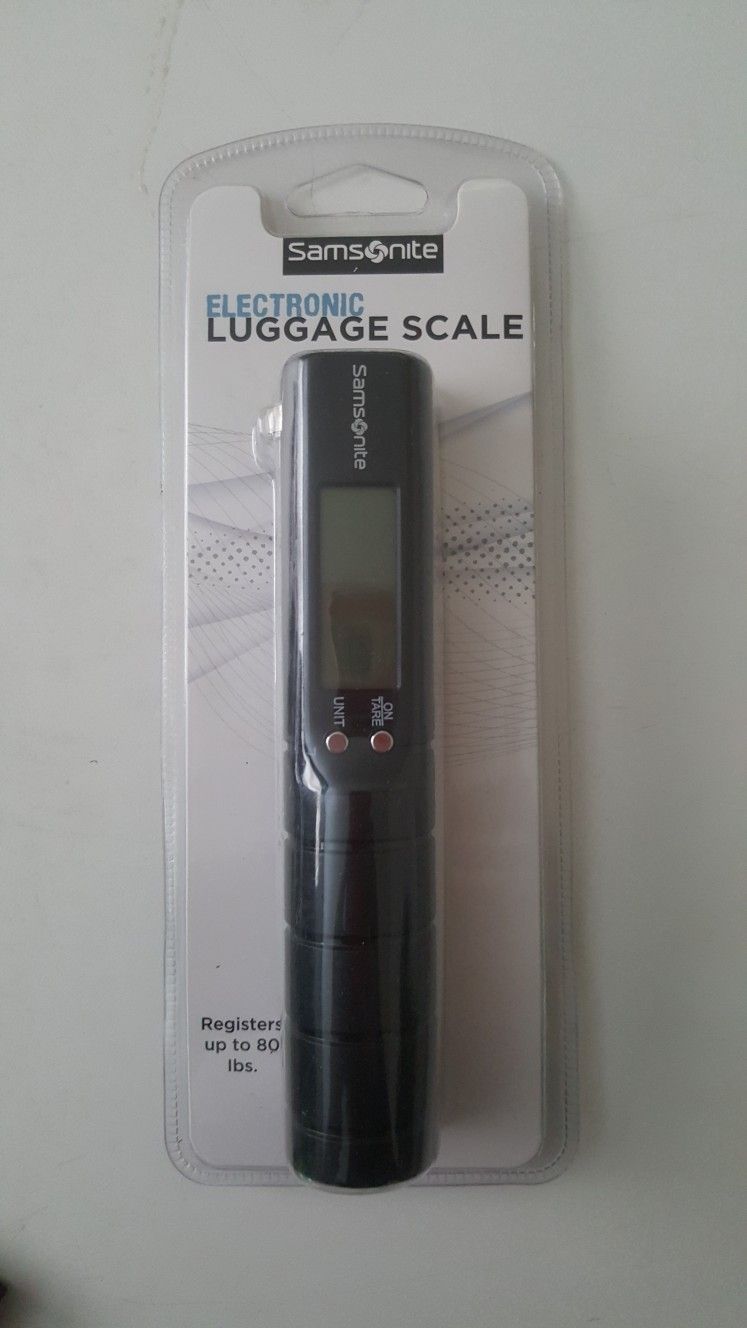 Samsonite
ELECTRONIC
LUGGAGE SCALE
Samsonite
UNIT
ON
TARE
Registers
up to 80
lbs.